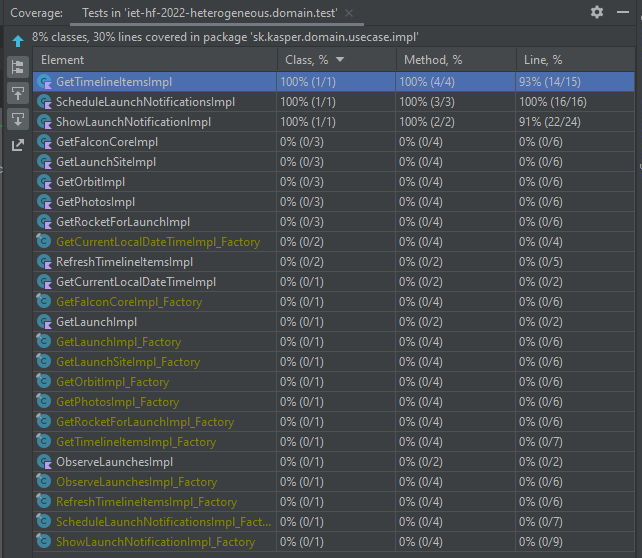 Coverage: Tests in 'iet-hf-2022-heterogeneous.domain.test' ×
8% classes, 30% lines covered in package 'sk.kasper.domain.usecase.impl'
Element Class, % Method, % Line, %
GetTimelineItemsImpl 100% (1/1) 100% (4/4) 93% (14/15)
ScheduleLaunchNotificationsImpl 100% (1/1) 100% (3/3) 100% (16/16)
ShowLaunchNotificationImpl 100% (1/1) 100% (2/2) 91% (22/24)
GetFalconCoreImpl 0% (0/3) 0% (0/4) 0% (0/6)
GetLaunchSiteImpl 0% (0/3) 0% (0/4) 0% (0/6)
GetOrbitImpl 0% (0/3) 0% (0/4) 0% (0/6)
GetPhotosImpl 0% (0/3) 0% (0/4) 0% (0/6)
GetRocketForLaunchImpl 0% (0/3) 0% (0/4) 0% (0/6)
GetCurrentLocalDateTimeImpl_Factory 0% (0/2) 0% (0/4) 0% (0/4)
RefreshTimelineItemsImpl 0% (0/2) 0% (0/2) 0% (0/5)
GetCurrentLocalDateTimeImpl 0% (0/1) 0% (0/2) 0% (0/2)
GetFalconCoreImpl_Factory 0% (0/1) 0% (0/4) 0% (0/6)
GetLaunchImpl 0% (0/1) 0% (0/2) 0% (0/2)
GetLaunchImpl_Factory 0% (0/1) 0% (0/4) 0% (0/6)
GetLaunchSiteImpl_Factory 0% (0/1) 0% (0/4) 0% (0/6)
GetOrbitImpl_Factory 0% (0/1) 0% (0/4) 0% (0/6)
GetPhotosImpl_Factory 0% (0/1) 0% (0/4) 0% (0/6)
GetRocketForLaunchImpl_Factory 0% (0/1) 0% (0/4) 0% (0/6)
GetTimelineItemsImpl_Factory 0% (0/1) 0% (0/4) 0% (0/7)
ObserveLaunchesImpl 0% (0/1) 0% (0/2) 0% (0/2)
ObserveLaunchesImpl_Factory 0% (0/1) 0% (0/4) 0% (0/6)
RefreshTimelineItemsImpl_Factory 0% (0/1) 0% (0/4) 0% (0/6)
ScheduleLaunchNotificationsImpl_Fact... 0% (0/1) 0% (0/4) 0% (0/7)
ShowLaunchNotificationImpl_Factory 0% (0/1) 0% (0/4) 0% (0/9)